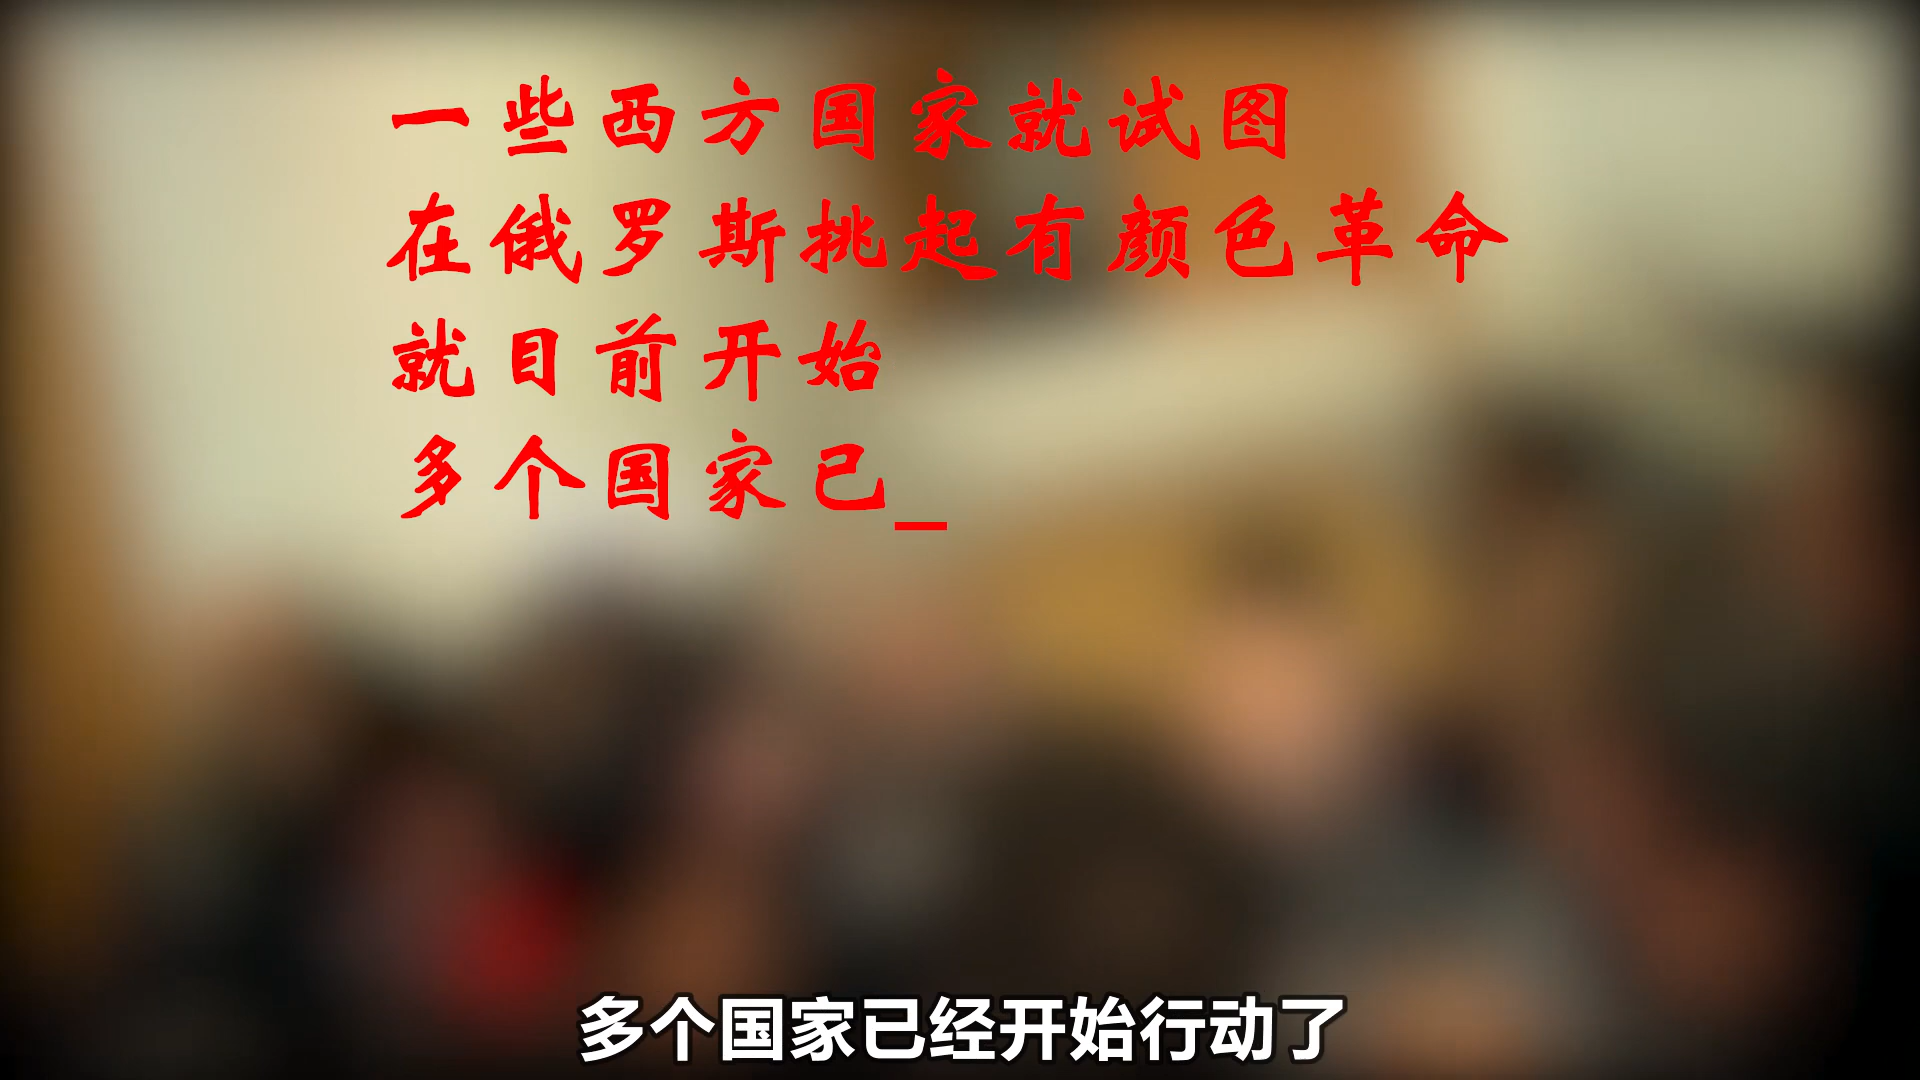 一些西方国家就试图
在俄罗斯挑起有颜色革命
就目前开始
多个国家已_
多个国家已经开始行动了